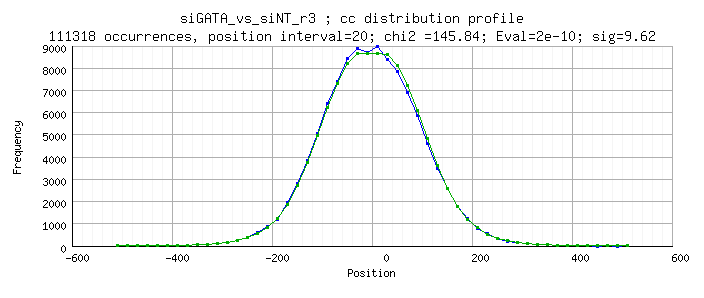 siGATA_vs_siNT_r3 ; cc distribution profile
111318 occurrences, position interval=20; chi2 =145.84; Eval=2e-10; sig=9.62
9000
8000
7000
6000
5000
4000
3000
2000
1000
0
Frequency
-600 -400 -200 0 200 400 600
Position